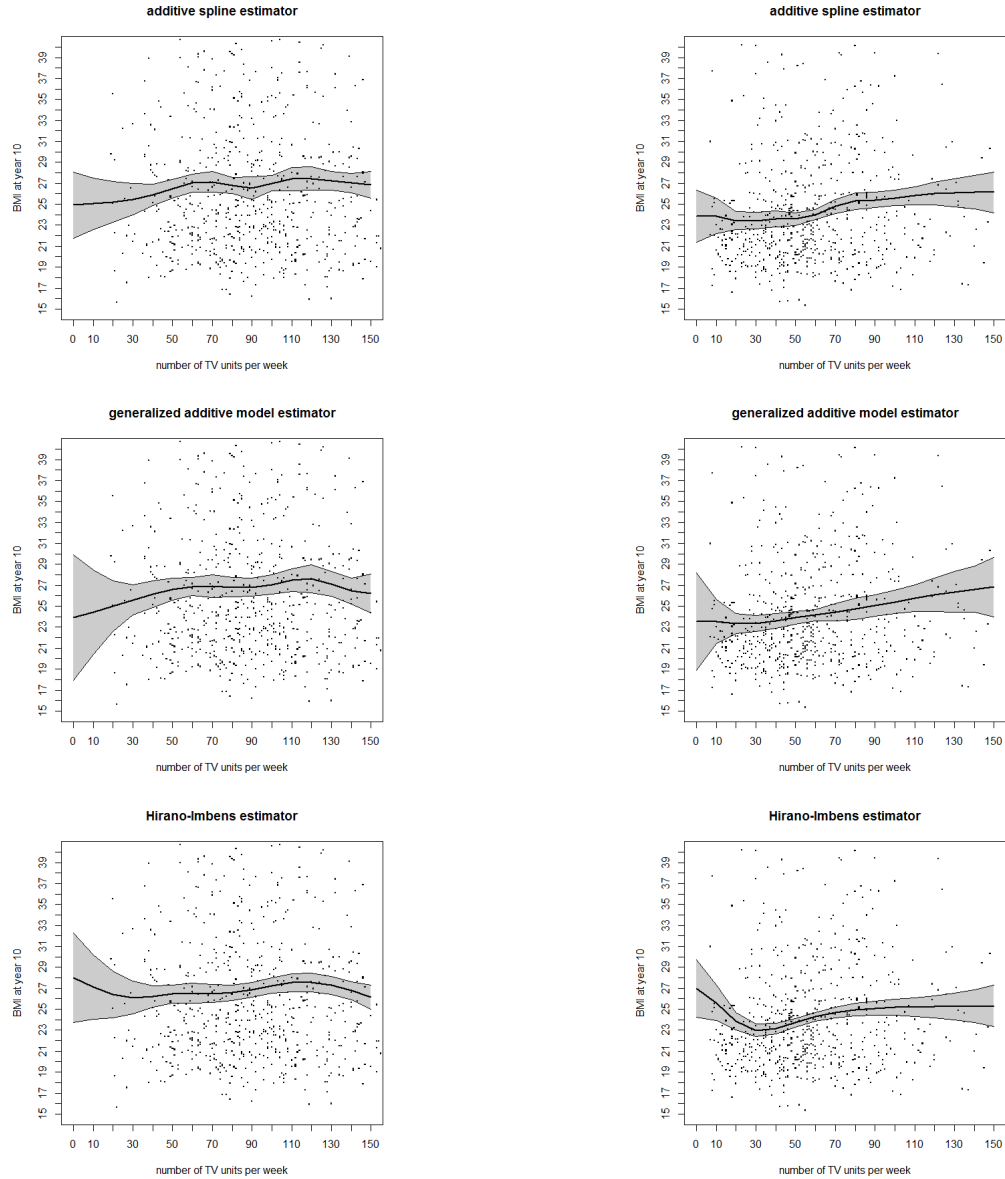 additive spline estimator
BMI at year 10
15 17 19 21 23 25 27 29 31 33 35 37 39
0 10 30 50 70 90 110 130 150
number of TV units per week
additive spline estimator
BMI at year 10
15 17 19 21 23 25 27 29 31 33 35 37 39
0 10 30 50 70 90 110 130 150
number of TV units per week
generalized additive model estimator
BMI at year 10
15 17 19 21 23 25 27 29 31 33 35 37 39
0 10 30 50 70 90 110 130 150
number of TV units per week
generalized additive model estimator
BMI at year 10
15 17 19 21 23 25 27 29 31 33 35 37 39
0 10 30 50 70 90 110 130 150
number of TV units per week
Hirano-Imbens estimator
BMI at year 10
15 17 19 21 23 25 27 29 31 33 35 37 39
0 10 30 50 70 90 110 130 150
number of TV units per week
Hirano-Imbens estimator
BMI at year 10
15 17 19 21 23 25 27 29 31 33 35 37 39
0 10 30 50 70 90 110 130 150
number of TV units per week